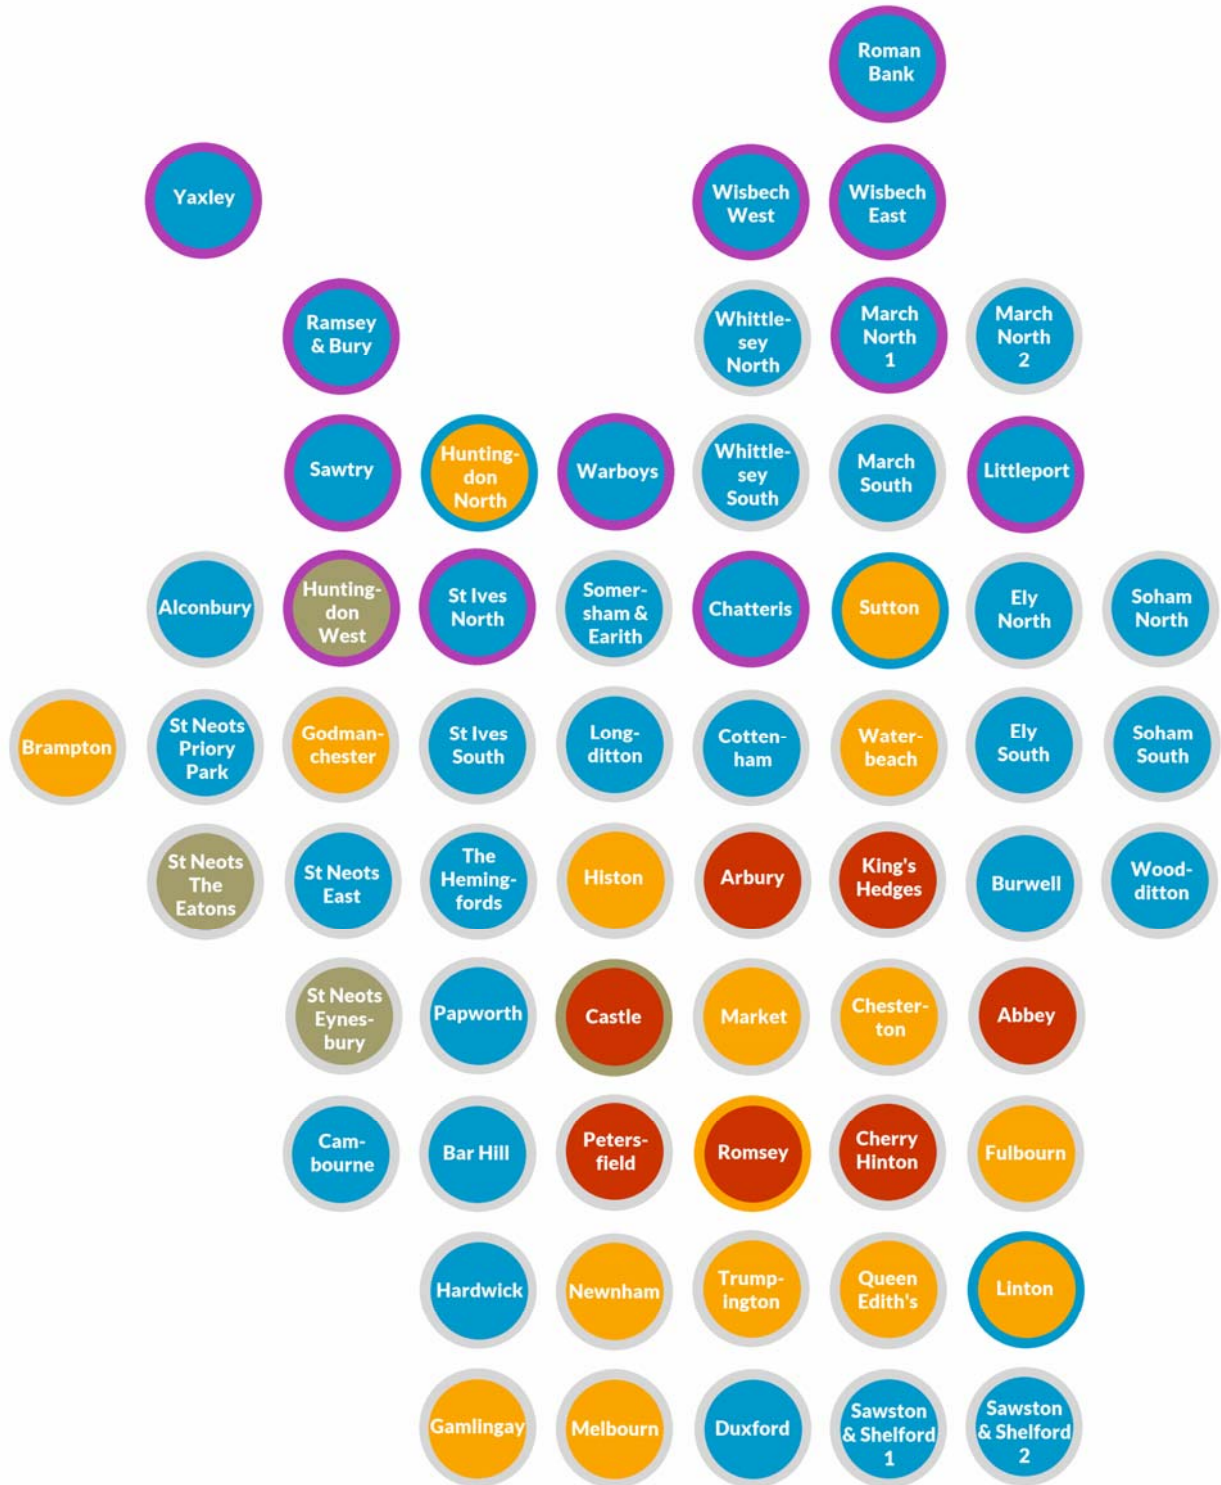 Roman
Bank
Yaxley
Wisbech
West
Wisbech
East
Ramsey
& Bury
Whittle-
sey
North
March
North
1
March
North
2
Sawtry
Hunting-
don
North
Warboys
Whittle-
sey
South
March
South
Littleport
Alconbury
Hunting-
don
West
St Ives
North
Somer-
sham &
Earith
Chatteris
Sutton
Ely
North
Soham
North
Brampton
St Neots
Priory
Park
Godman-
chester
St Ives
South
Long-
ditton
Cotten-
ham
Water-
beach
Ely
South
Soham
South
St Neots
The
Eatons
St Neots
East
The
Heming-
fords
Histon
Arbury
King's
Hedges
Burwell
Wood-
ditton
St Neots
Eynes-
bury
Papworth
Castle
Market
Chester-
ton
Abbey
Cam-
bourne
Bar Hill
Peters-
field
Romsey
Cherry
Hinton
Fulbourn
Hardwick
Newnham
Trump-
ington
Queen
Edith's
Linton
Gamlingay
Melbourn
Duxford
Sawston
& Shelford
1
Sawston
& Shelford
2